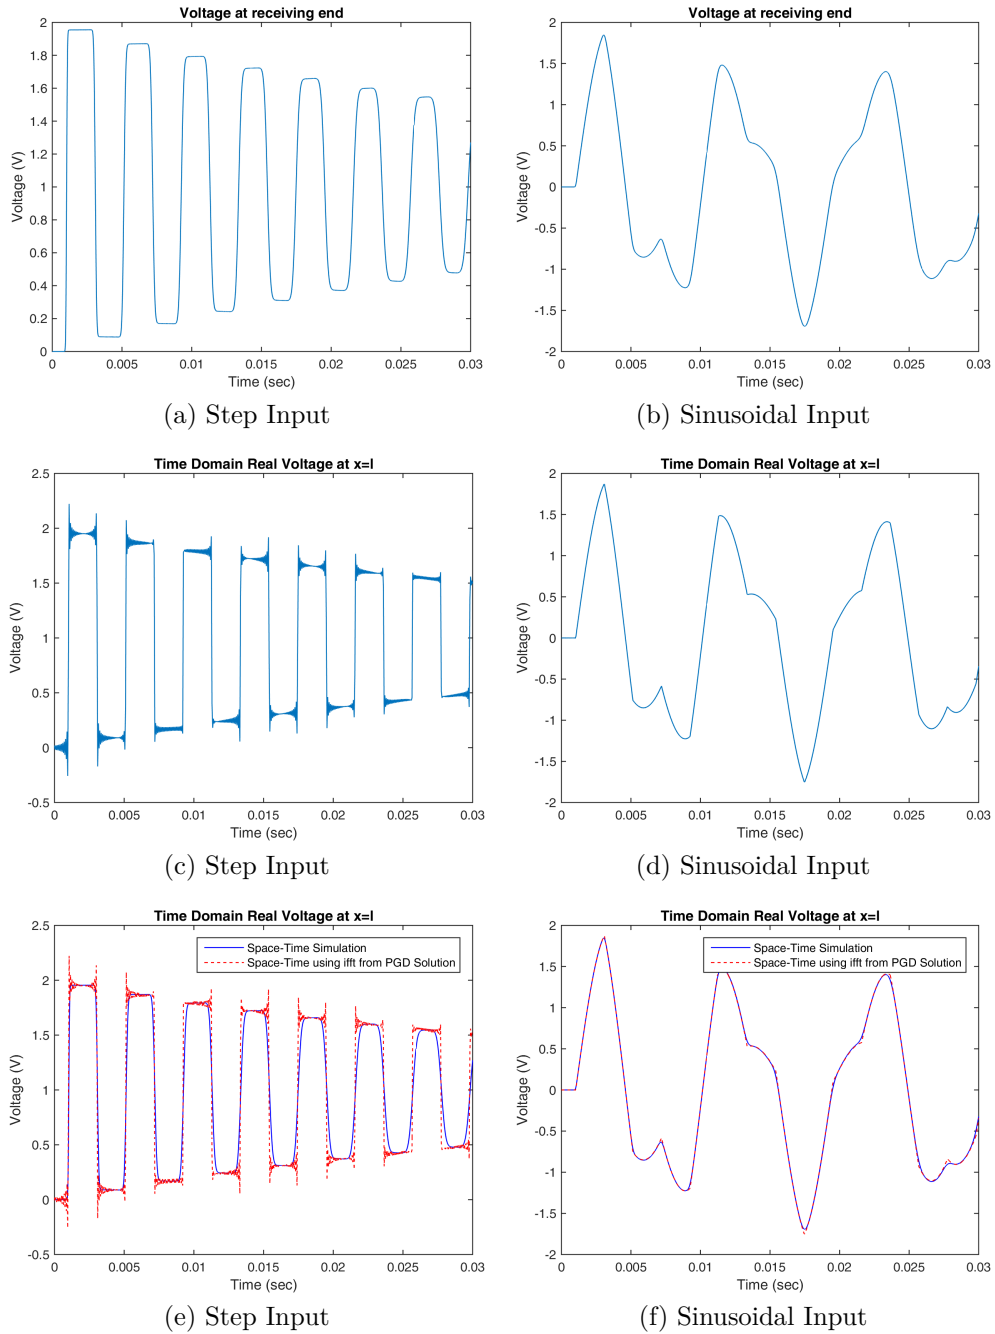 Voltage at receiving end
Voltage (V)
2
1.8
1.6
1.4
1.2
1
0.8
0.6
0.4
0.2
0
0 0.005 0.01 0.015 0.02 0.025 0.03
Time (sec)
(a) Step Input
Voltage at receiving end
Voltage (V)
2
1.5
1
0.5
0
-0.5
-1
-1.5
-2
0 0.005 0.01 0.015 0.02 0.025 0.03
Time (sec)
(b) Sinusoidal Input
Time Domain Real Voltage at x=l
Voltage (V)
2.5
2
1.5
1
0.5
0
-0.5
0 0.005 0.01 0.015 0.02 0.025 0.03
Time (sec)
(c) Step Input
Time Domain Real Voltage at x=l
Voltage (V)
2
1.5
1
0.5
0
-0.5
-1
-1.5
-2
0 0.005 0.01 0.015 0.02 0.025 0.03
Time (sec)
(d) Sinusoidal Input
Time Domain Real Voltage at x=l
Space-Time Simulation
Space-Time using ifft from PGD Solution
Voltage (V)
2.5
2
1.5
1
0.5
0
-0.5
0 0.005 0.01 0.015 0.02 0.025 0.03
Time (sec)
(e) Step Input
Time Domain Real Voltage at x=l
Space-Time Simulation
Space-Time using ifft from PGD Solution
Voltage (V)
2
1.5
1
0.5
0
-0.5
-1
-1.5
-2
0 0.005 0.01 0.015 0.02 0.025 0.03
Time (sec)
(f) Sinusoidal Input